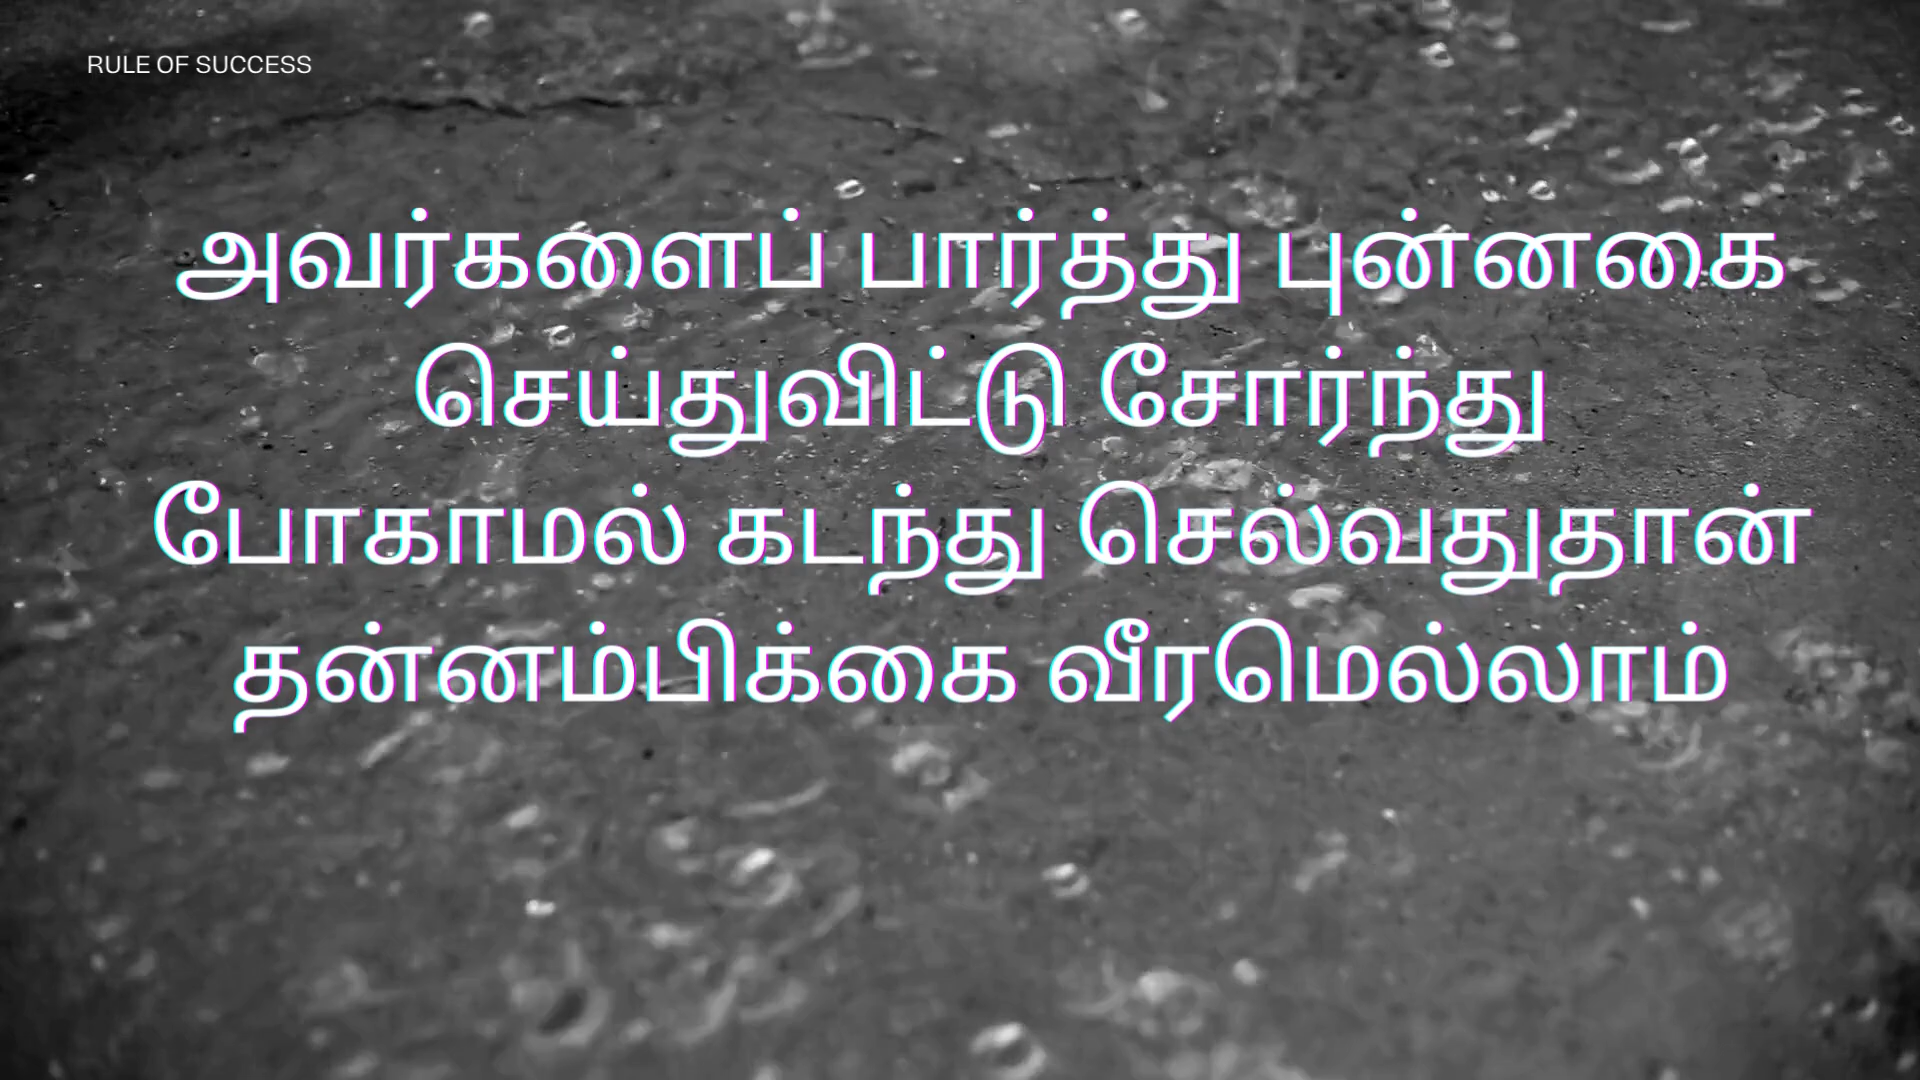 RULE OF SUCCESS
அவர்களைப் பார்த்து புன்னகை
செய்துவிட்டு சோர்ந்து
போகாமல் கடந்து செல்வதுதான்
தன்னம்பிக்கை வீரமெல்லாம்